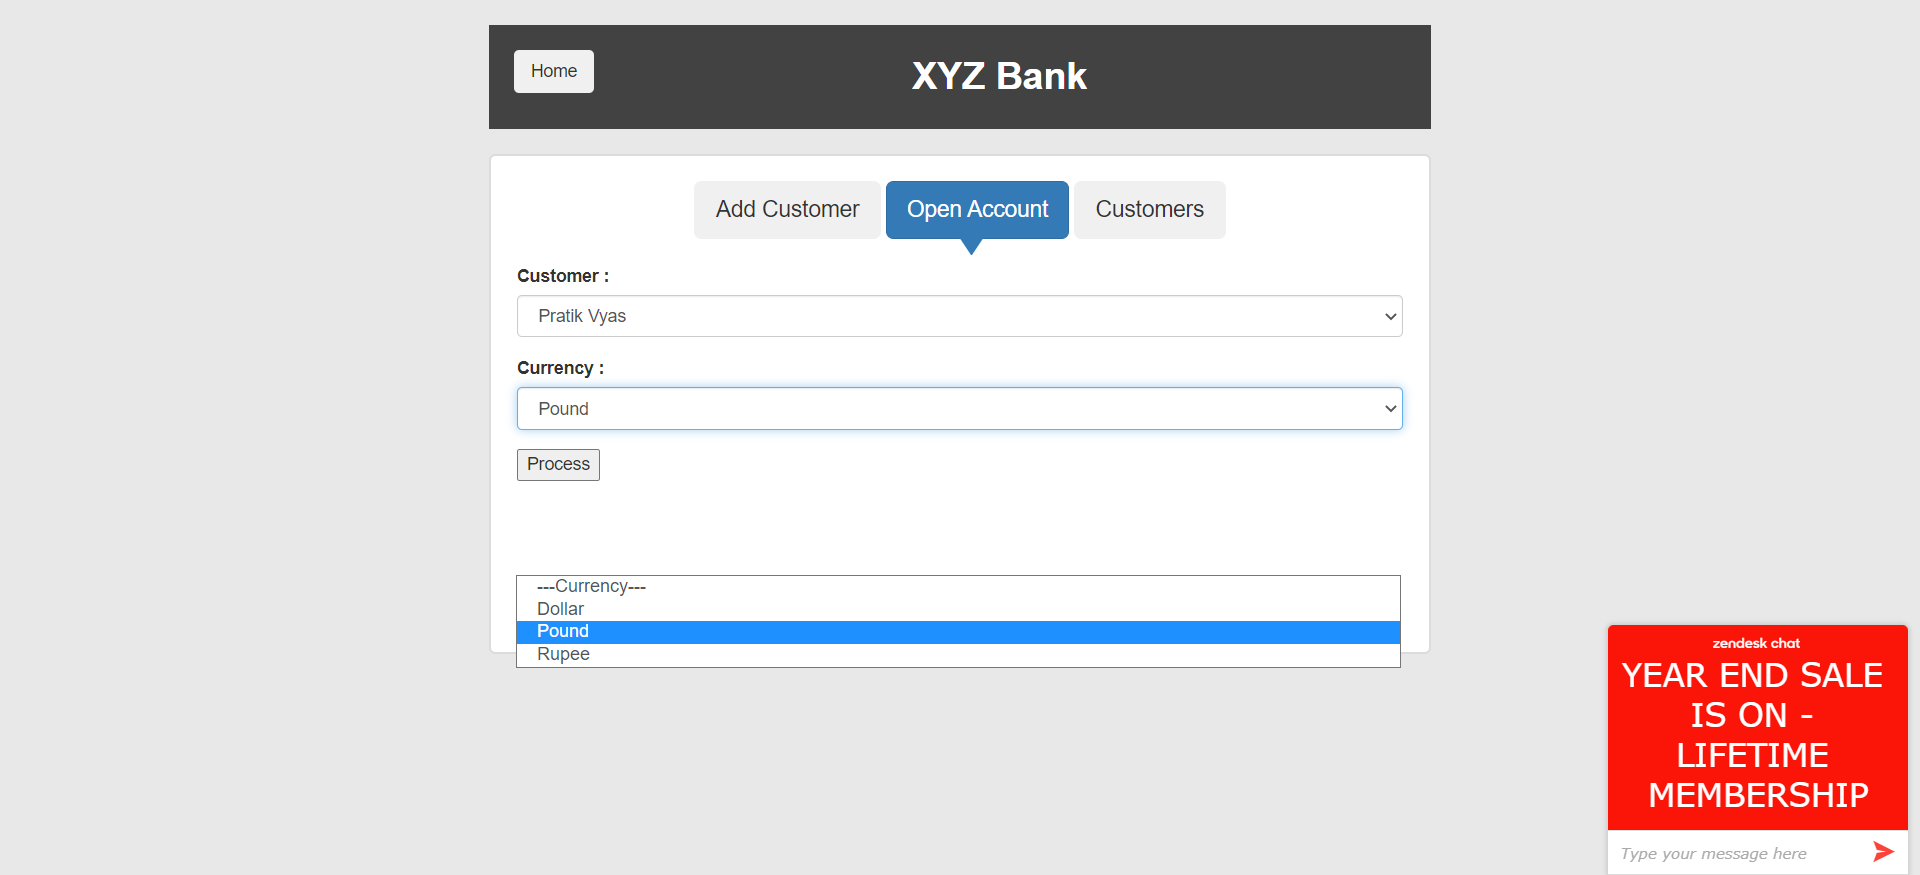 Home
XYZ Bank
Add Customer
Open Account
Customers
Customer :
Pratik Vyas
Currency :
Pound
Process
---Currency---
Dollar
Pound
Rupee
zendesk chat
YEAR END SALE
IS ON -
LIFETIME
MEMBERSHIP
Type your message here